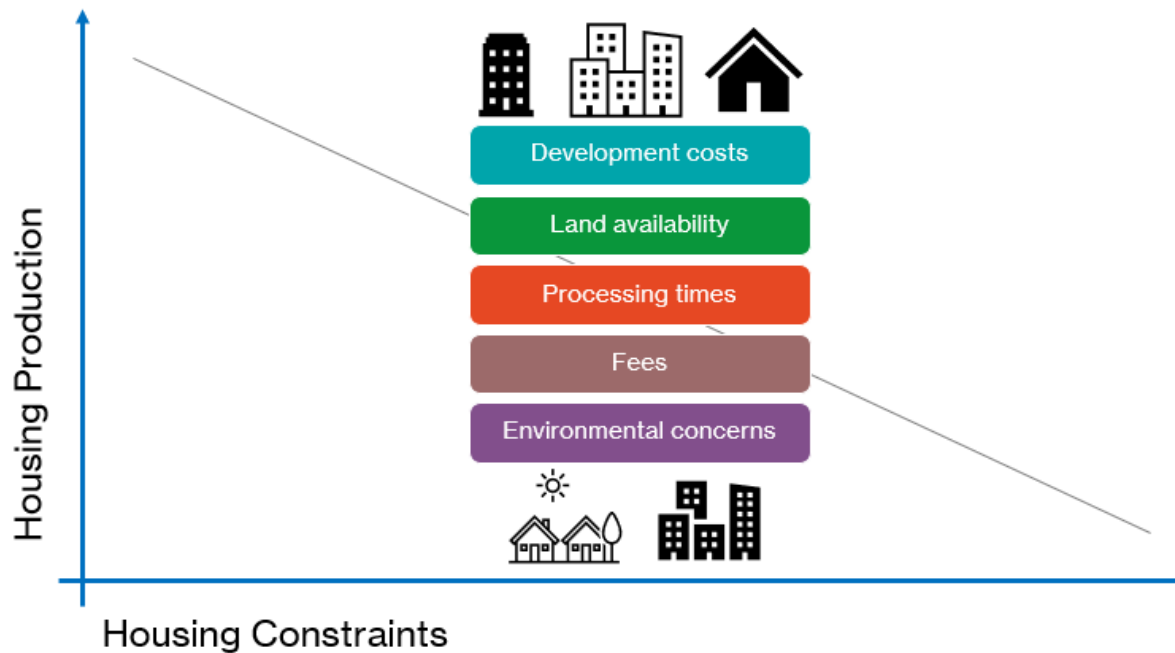 Housing Production
Development costs
Land availability
Processing times
Fees
Environmental concerns
Housing Constraints